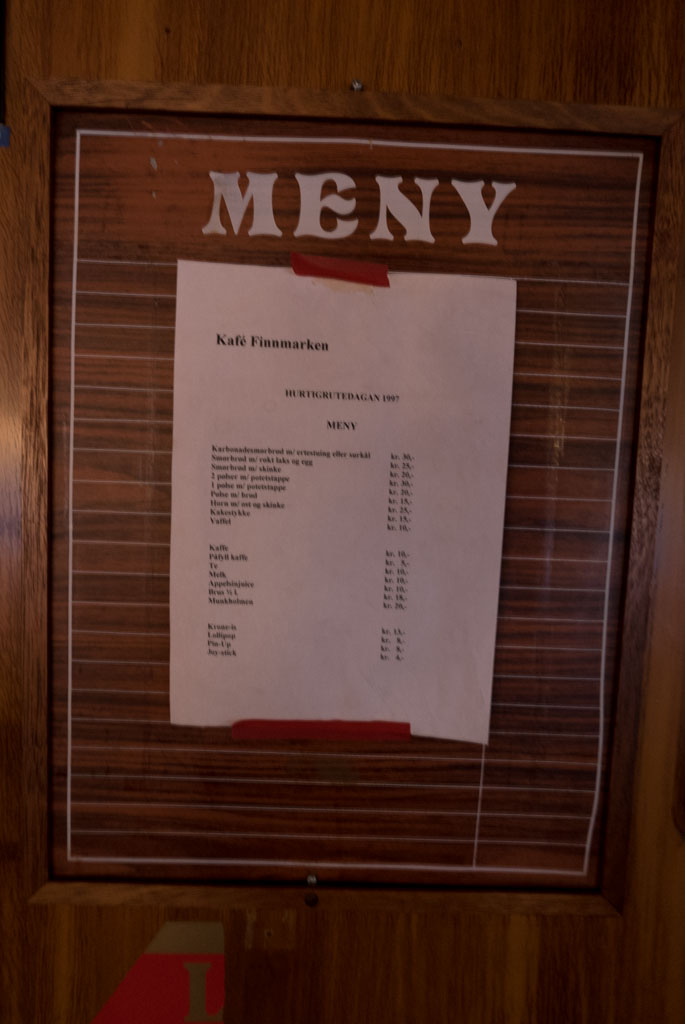 MENY
Kafé Finnmarken
HURTIGRUTEDAGAN 1997
MENY
Karbonadesmørbrød m/ ertestuing eller surkål kr. 30,-
Smørbrød m/ røkt laks og egg kr. 25,-
Smørbrød m/ skinke kr. 20,-
2 pølser m/ potetstappe kr. 30,-
1 pølse m/ potetstappe kr. 20,-
Pølse m/ brød kr. 15,-
Horn m/ ost og skinke kr. 25,-
Kakestykke kr. 15,-
Vaffel kr. 10,-
Kaffe kr. 10,-
Påfyll kaffe kr. 5,-
Te kr. 10,-
Melk kr. 10,-
Appelsinjuice kr. 10,-
Brus ½ l. kr. 18,-
Munkholmen kr. 20,-
Krone-is kr. 13,-
Lollipop kr. 8,-
Pin-Up kr. 8,-
Joy-stick kr. 4,-
L